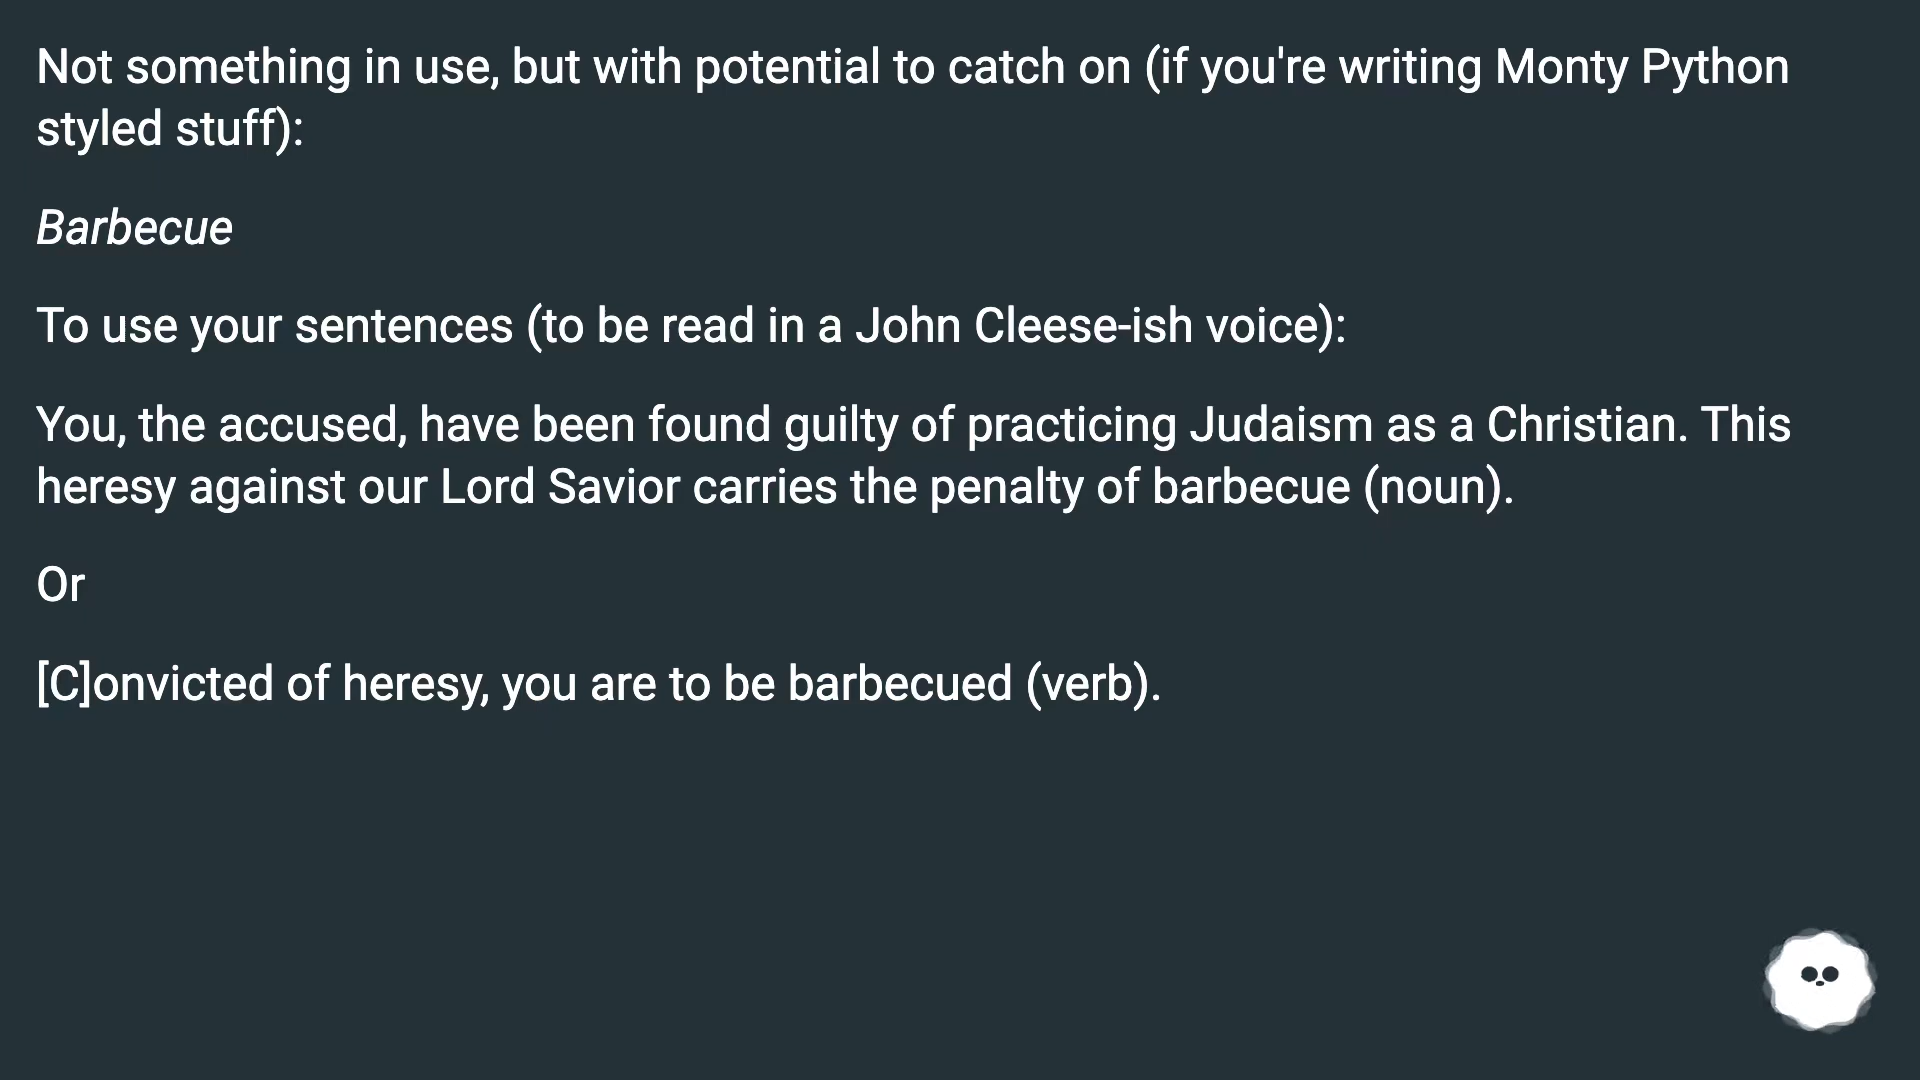 Not something in use, but with potential to catch on (if you're writing Monty Python
styled stuff):
Barbecue
To use your sentences (to be read in a John Cleese-ish voice):
You, the accused, have been found guilty of practicing Judaism as a Christian. This
heresy against our Lord Savior carries the penalty of barbecue (noun).
Or
[C]onvicted of heresy, you are to be barbecued (verb).